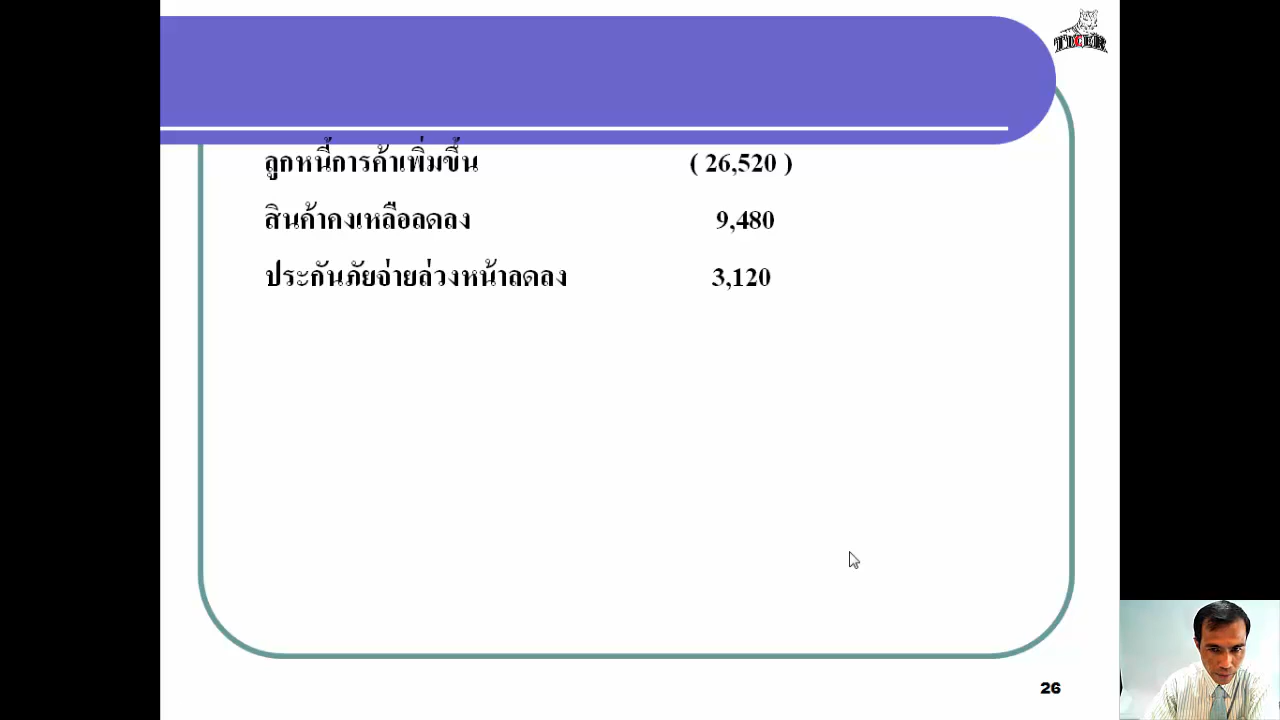 TIGER
ลูกหนี้การค้าเพิ่มขึ้น ( 26,520 )
สินค้าคงเหลือลดลง 9,480
ประกันภัยจ่ายล่วงหน้าลดลง 3,120
26